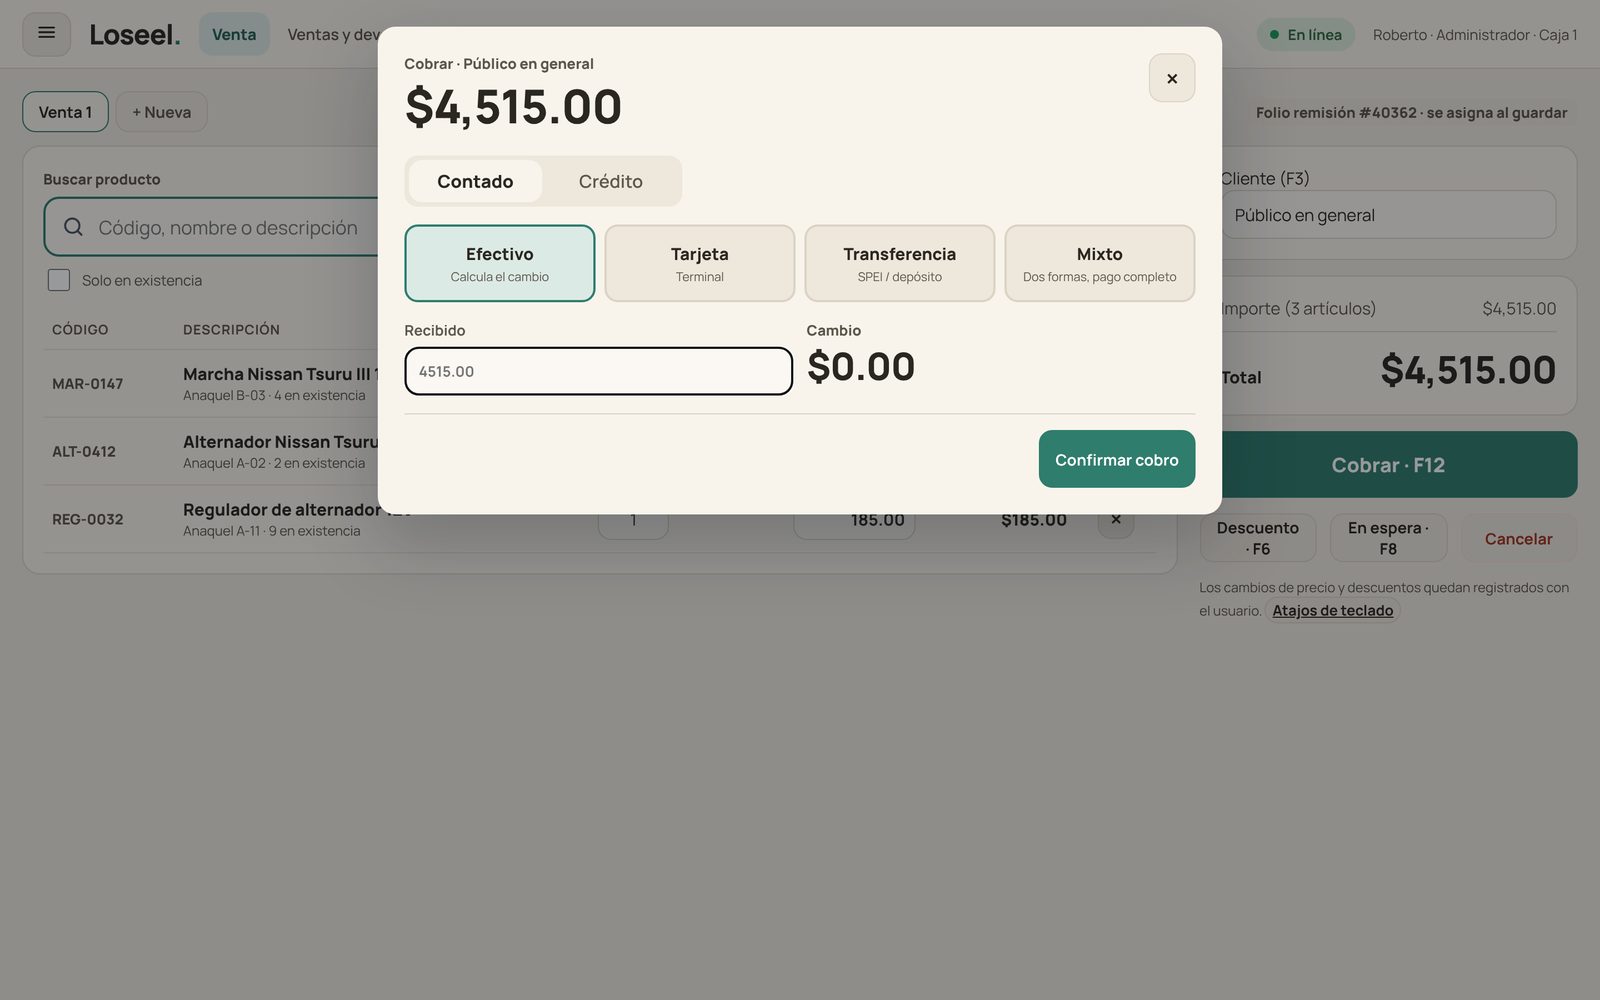 Loseel.
Venta
Ventas y dev
En línea
Roberto · Administrador · Caja 1
Venta 1
+ Nueva
Folio remisión #40362 · se asigna al guardar
Cobrar · Público en general
$4,515.00
×
Contado
Crédito
Efectivo
Calcula el cambio
Tarjeta
Terminal
Transferencia
SPEI / depósito
Mixto
Dos formas, pago completo
Recibido
4515.00
Cambio
$0.00
Confirmar cobro
Buscar producto
Código, nombre o descripción
Solo en existencia
CÓDIGO
DESCRIPCIÓN
MAR-0147
Marcha Nissan Tsuru III
Anaquel B-03 · 4 en existencia
ALT-0412
Alternador Nissan Tsuru
Anaquel A-02 · 2 en existencia
REG-0032
Regulador de alternador
Anaquel A-11 · 9 en existencia
1
185.00
$185.00
×
Cliente (F3)
Público en general
Importe (3 artículos)
$4,515.00
Total
$4,515.00
Cobrar · F12
Descuento
· F6
En espera ·
F8
Cancelar
Los cambios de precio y descuentos quedan registrados con
el usuario. Atajos de teclado